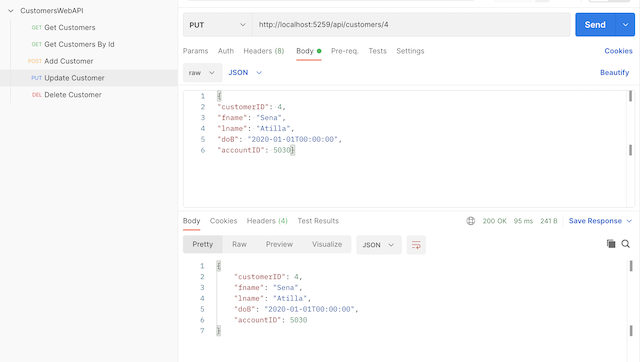 CustomersWebAPI
GET Get Customers
GET Get Customers By Id
POST Add Customer
PUT Update Customer
DEL Delete Customer
PUT http://localhost:5259/api/customers/4 Send
Params Auth Headers (8) Body Pre-req. Tests Settings Cookies
raw JSON Beautify
1 {
2 "customerID": 4,
3 "fname": "Sena",
4 "lname": "Atilla",
5 "doB": "2020-01-01T00:00:00",
6 "accountID": 5030}
Body Cookies Headers (4) Test Results 200 OK 95 ms 241 B Save Response
Pretty Raw Preview Visualize JSON
1 {
2 "customerID": 4,
3 "fname": "Sena",
4 "lname": "Atilla",
5 "doB": "2020-01-01T00:00:00",
6 "accountID": 5030
7 }